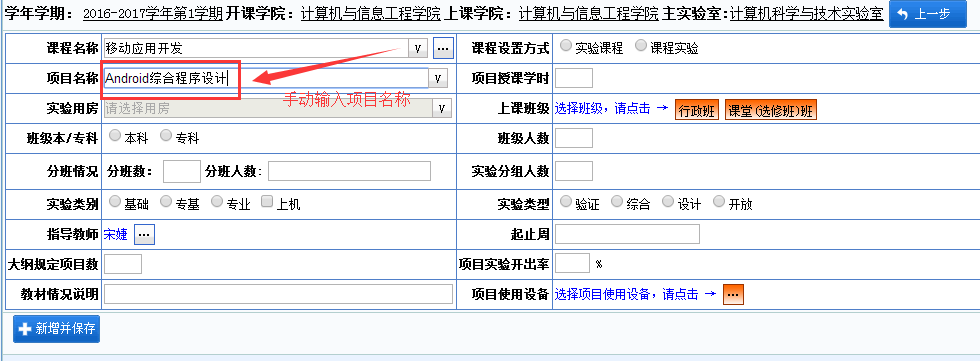 学年学期：2016-2017学年第1学期 开课学院：计算机与信息工程学院 上课学院：计算机与信息工程学院 主实验室：计算机科学与技术实验室 上一步
课程名称 移动应用开发 V ... 课程设置方式 实验课程 课程实验
项目名称 Android综合程序设计 V 项目授课学时
手动输入项目名称
实验用房 请选择用房 V 上课班级 选择班级，请点击 → 行政班 课堂(选修班)班
班级本/专科 本科 专科 班级人数
分班情况 分班数： 分班人数： 实验分组人数
实验类别 基础 专基 专业 上机 实验类型 验证 综合 设计 开放
指导教师 宋婕 ... 起止周
大纲规定项目数 项目实验开出率 %
教材情况说明 项目使用设备 选择项目使用设备，请点击 → ...
新增并保存